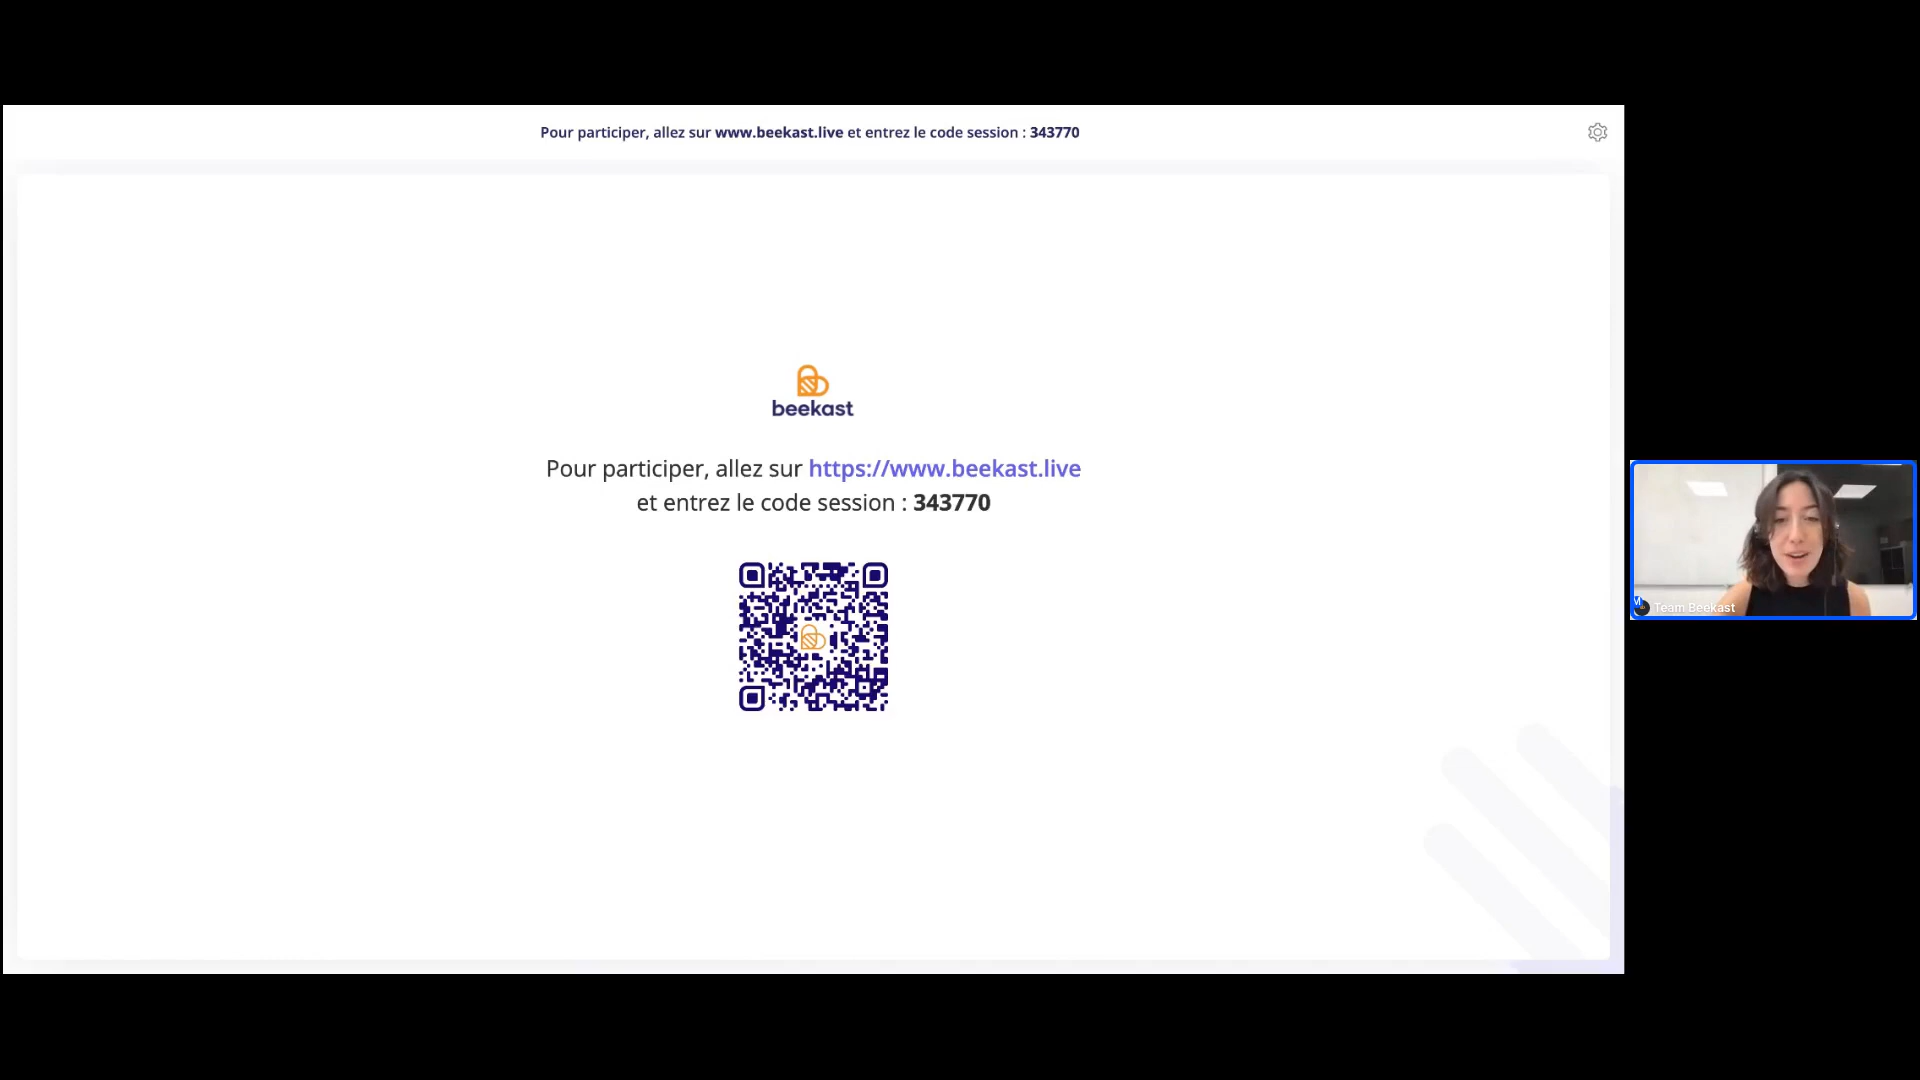 Pour participer, allez sur www.beekast.live et entrez le code session : 343770
beekast
Pour participer, allez sur https://www.beekast.live
et entrez le code session : 343770
Team Beekast